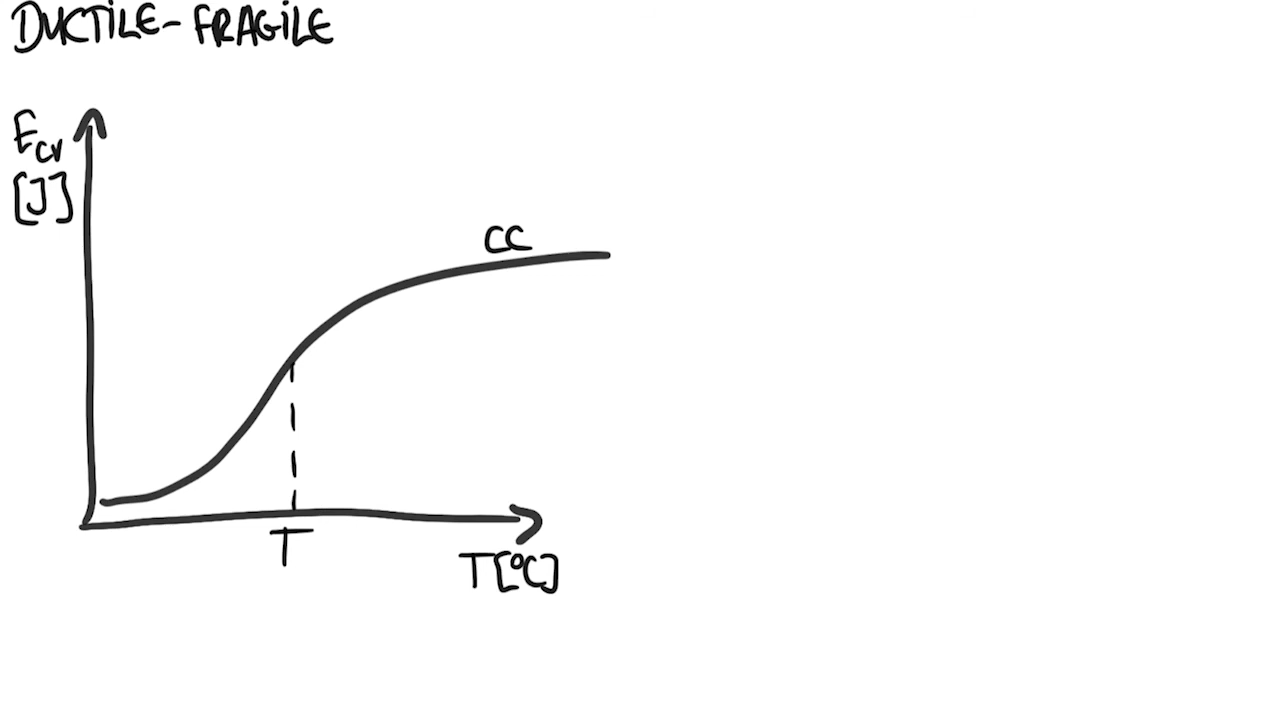 DUCTILE-FRAGILE
Ecv
[J]
CC
T
T[°C]